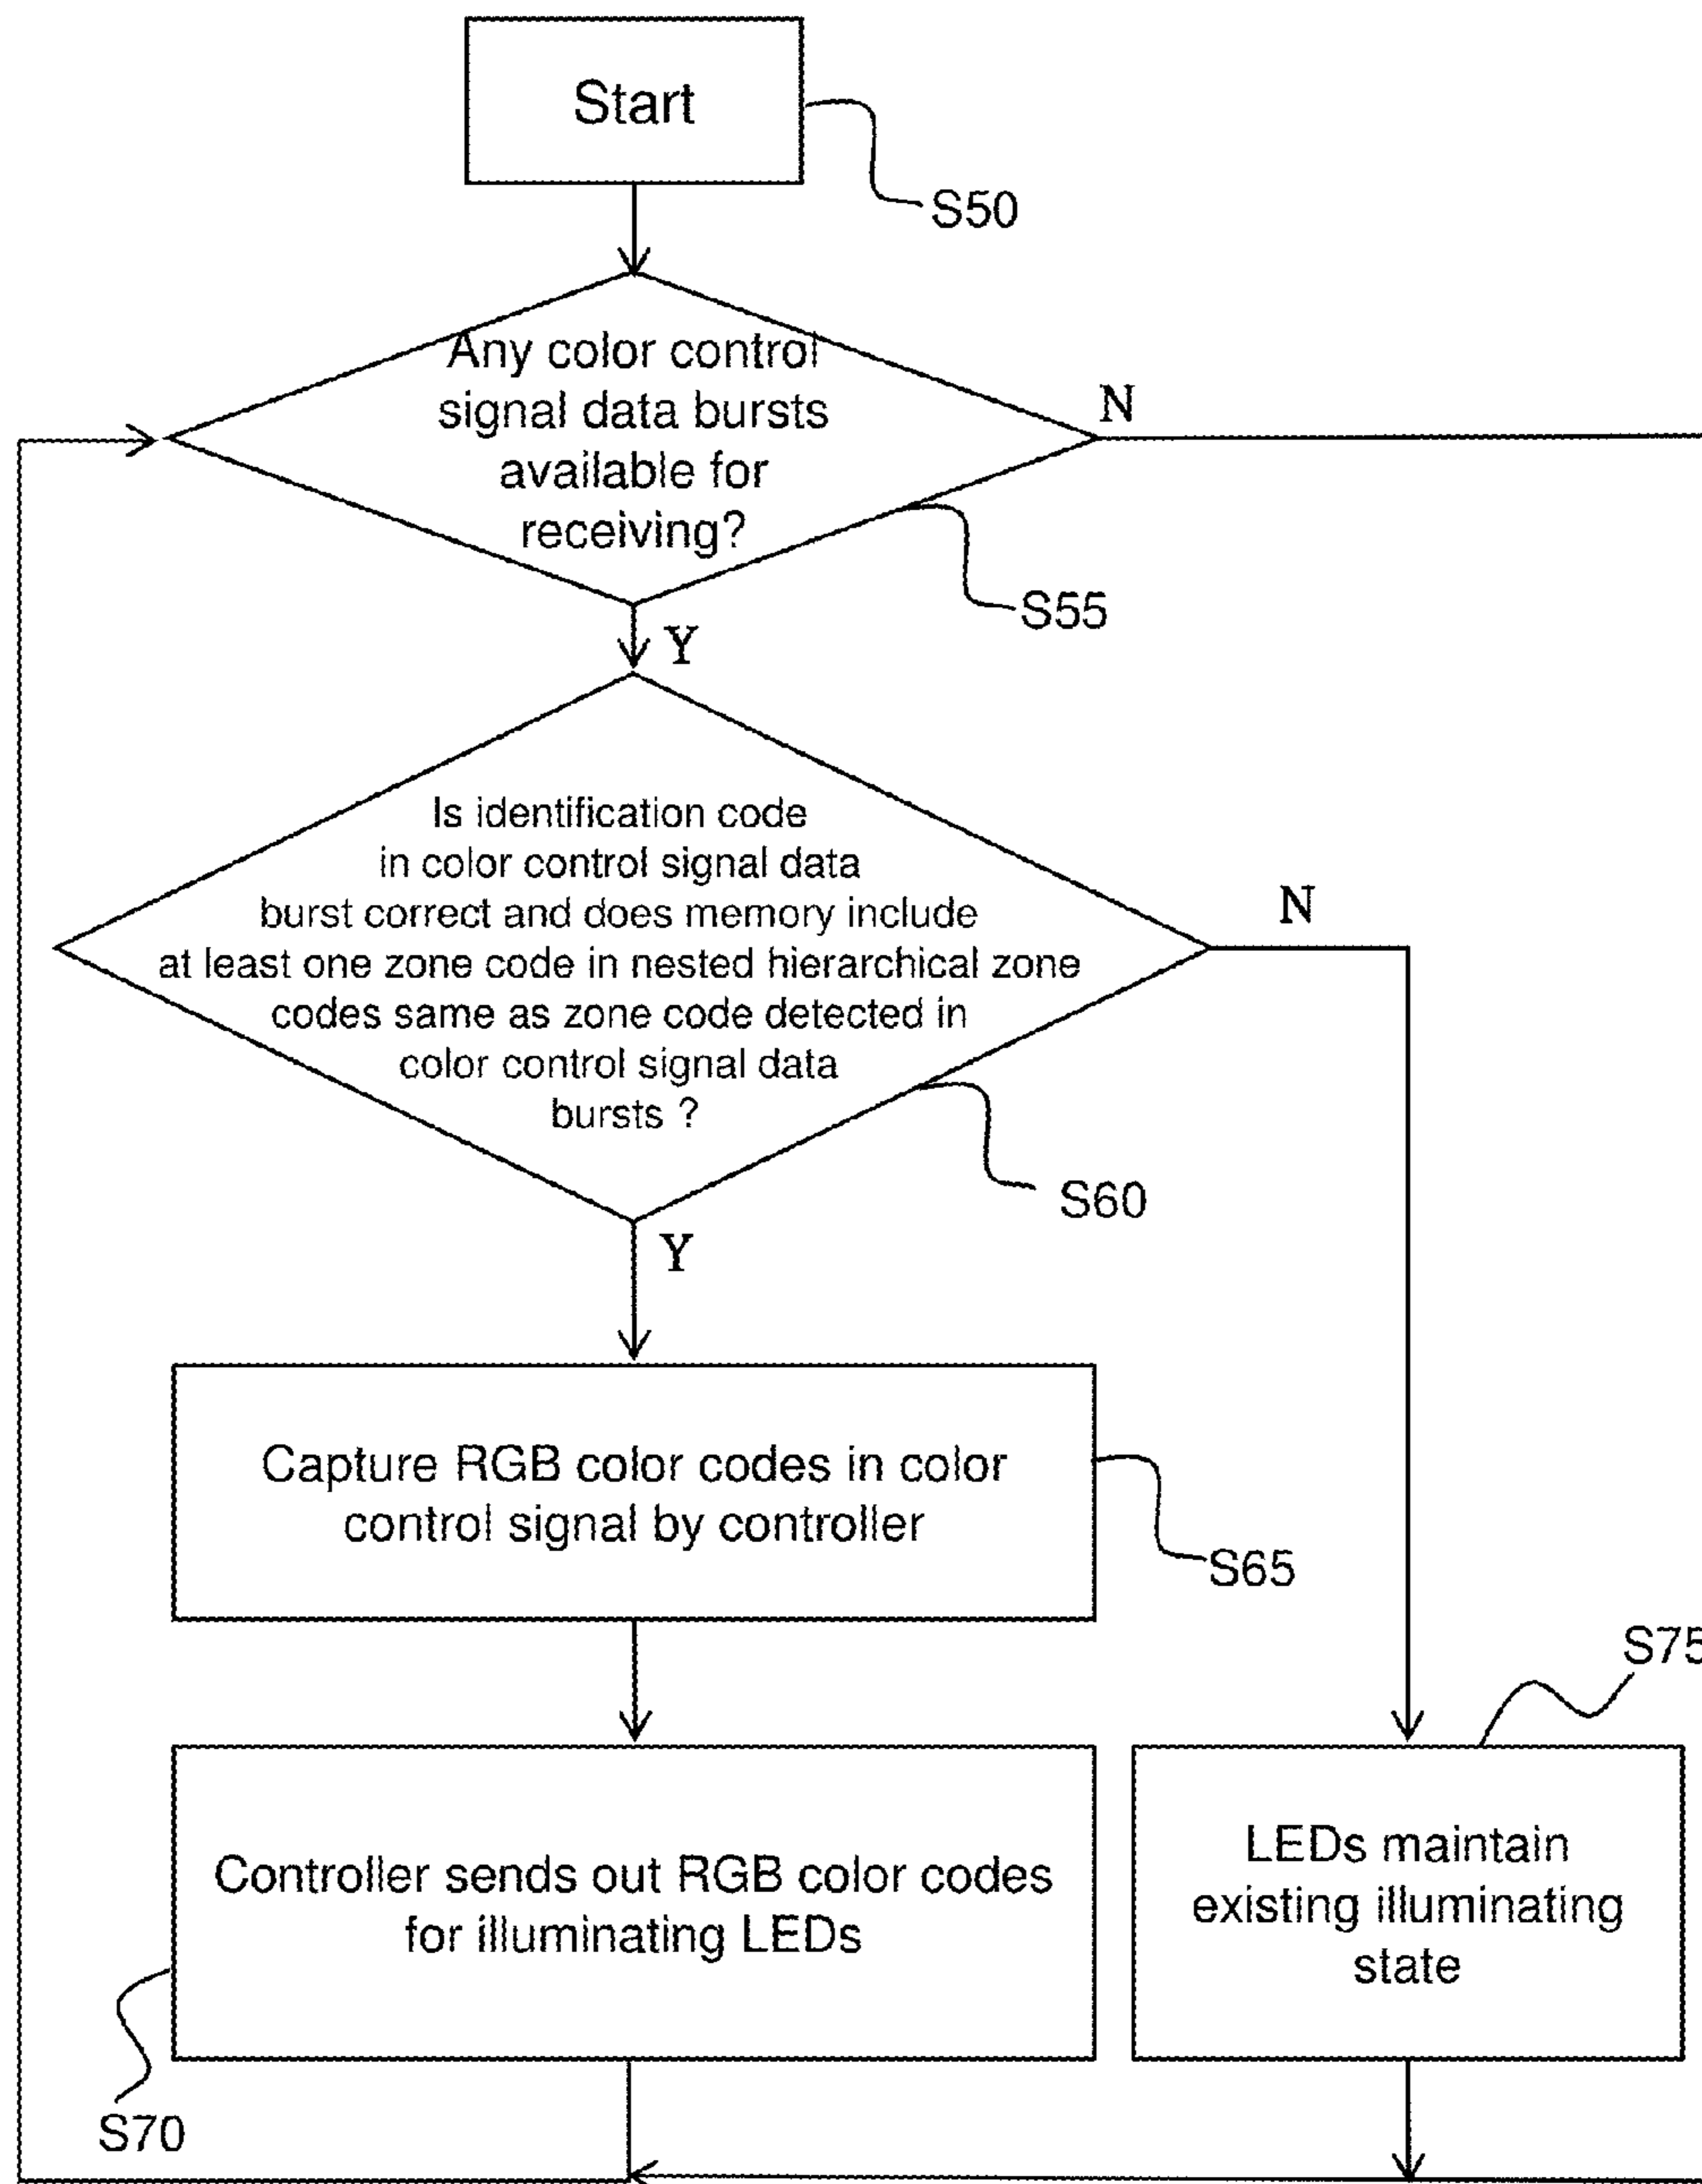 Start
S50
Any color control
signal data bursts
available for
receiving?
N
S55
Y
Is identification code
in color control signal data
burst correct and does memory include
at least one zone code in nested hierarchical zone
codes same as zone code detected in
color control signal data
bursts ?
N
S60
Y
Capture RGB color codes in color
control signal by controller
S65
S75
Controller sends out RGB color codes
for illuminating LEDs
LEDs maintain
existing illuminating
state
S70